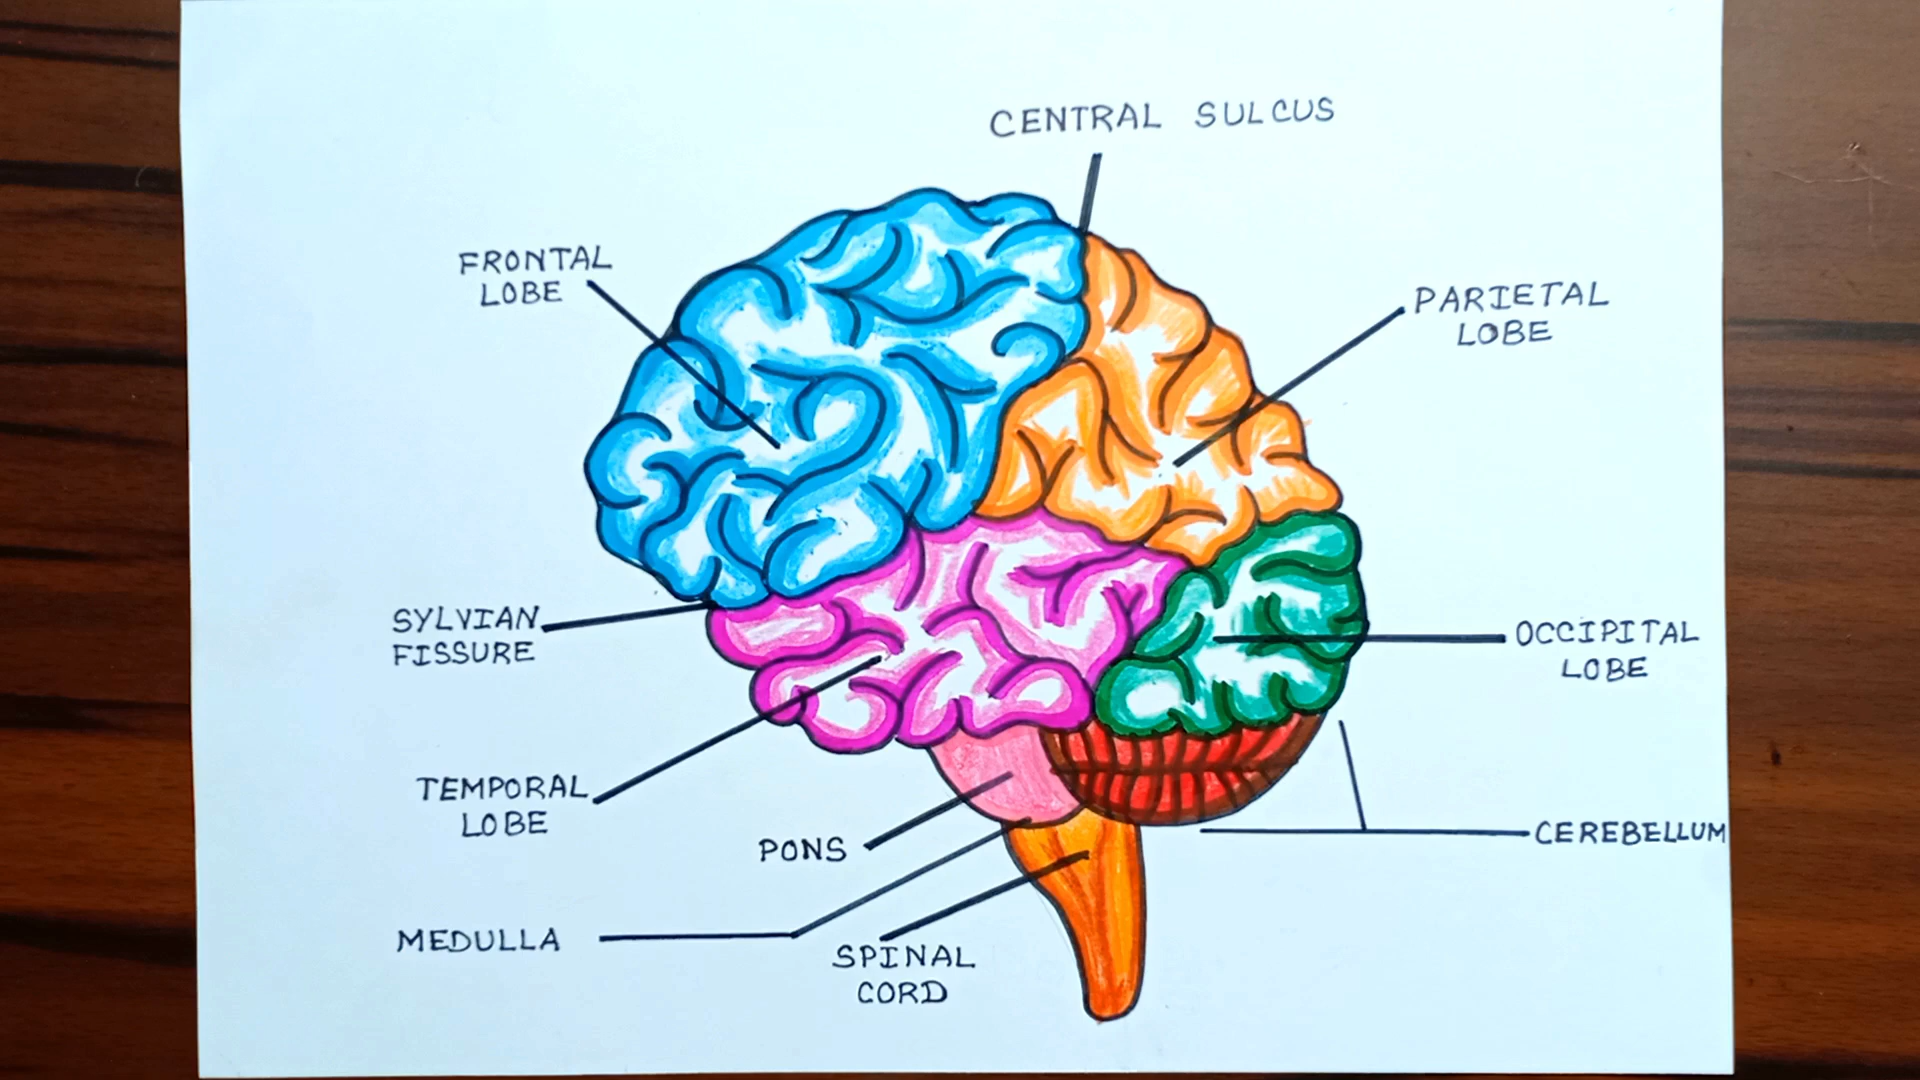 CENTRAL SULCUS
FRONTAL
LOBE
PARIETAL
LOBE
SYLVIAN
FISSURE
OCCIPITAL
LOBE
TEMPORAL
LOBE
PONS
CEREBELLUM
MEDULLA
SPINAL
CORD